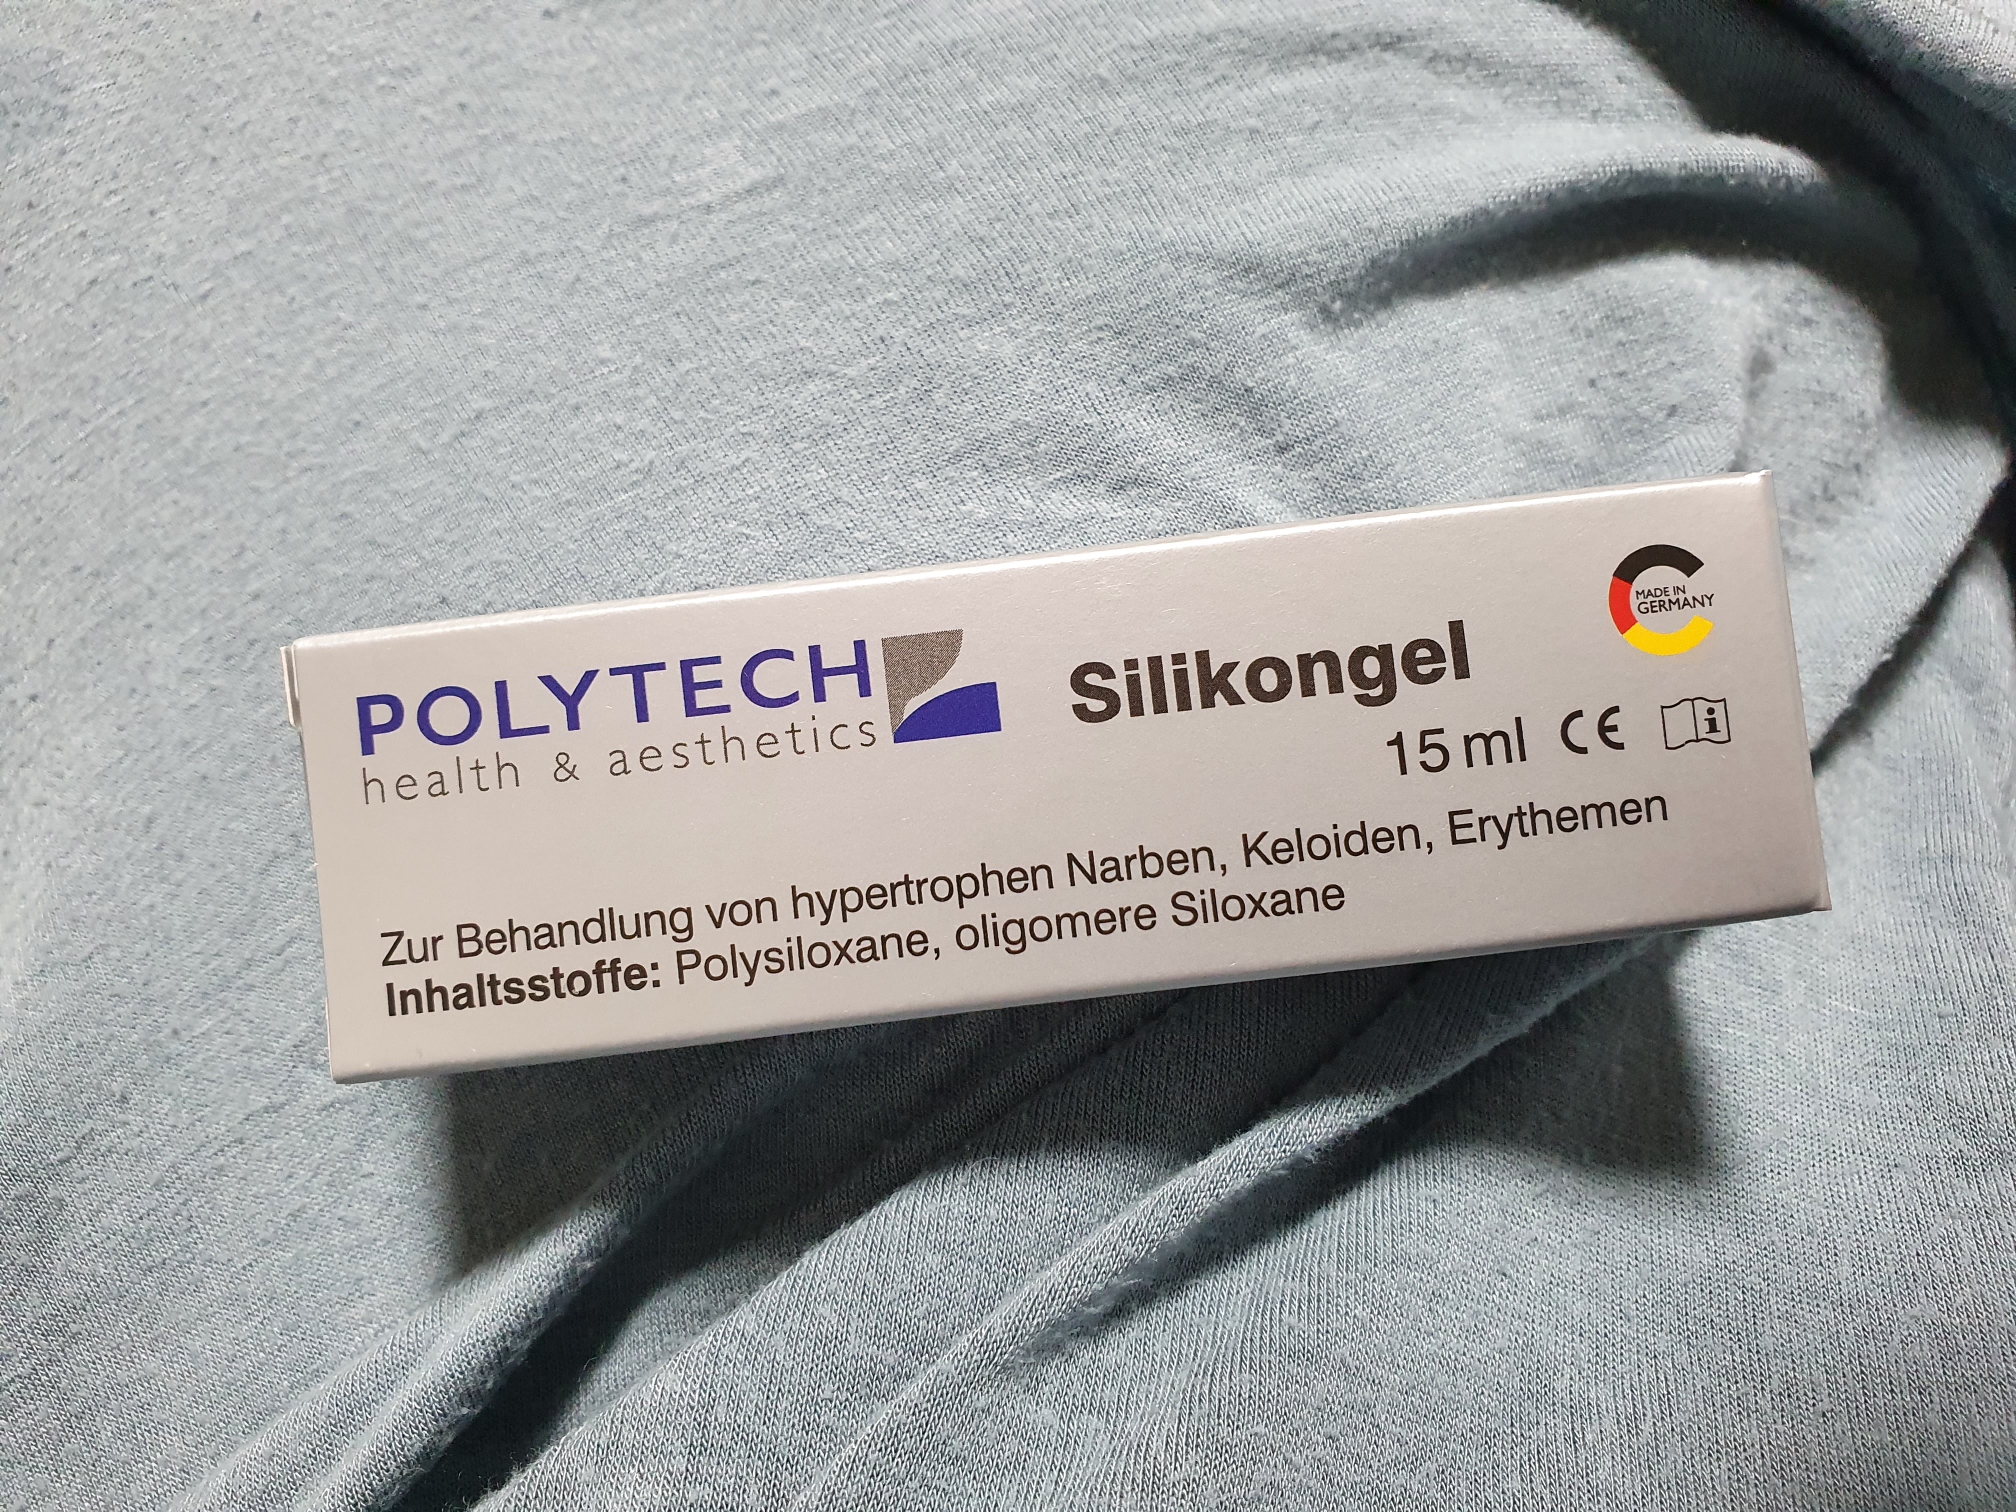 POLYTECH
health & aesthetics
Silikongel
MADE IN
GERMANY
15 ml CE
i
Zur Behandlung von hypertrophen Narben, Keloiden, Erythemen
Inhaltsstoffe: Polysiloxane, oligomere Siloxane